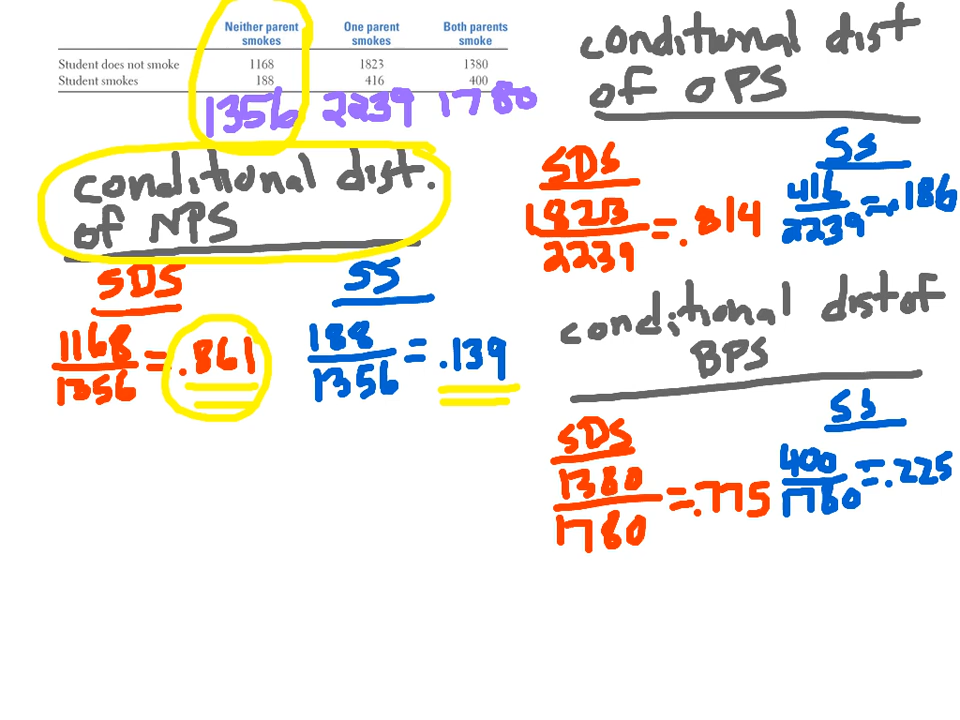 Neither parent smokes One parent smokes Both parents smoke
Student does not smoke 1168 1823 1380
Student smokes 188 416 400
1356 2239 1780
conditional dist.
of NPS
SDS SS
1168/1356 = .861 188/1356 = .139
conditional dist
of OPS
SDS SS
1823/2239 = .814 416/2239 = .186
conditional dist of
BPS
SDS SS
1380/1780 = .775 400/1780 = .225